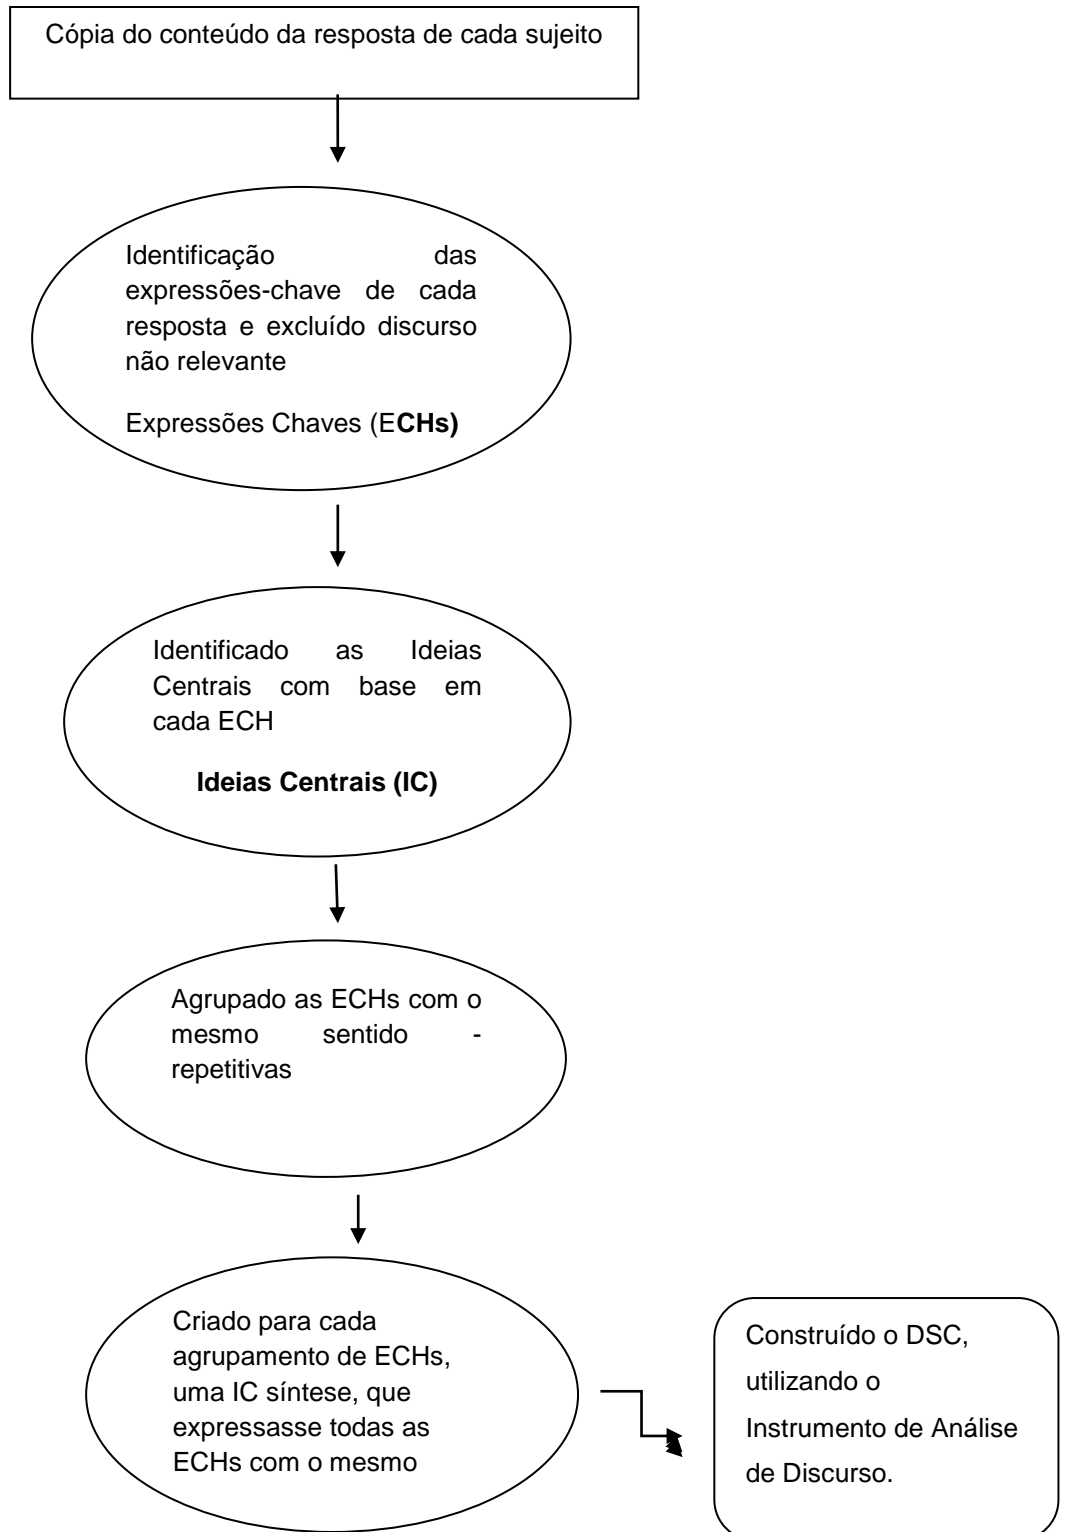 Cópia do conteúdo da resposta de cada sujeito
Identificação das
expressões-chave de cada
resposta e excluído discurso
não relevante
Expressões Chaves (ECHs)
Identificado as Ideias
Centrais com base em
cada ECH
Ideias Centrais (IC)
Agrupado as ECHs com o
mesmo sentido -
repetitivas
Criado para cada
agrupamento de ECHs,
uma IC síntese, que
expressasse todas as
ECHs com o mesmo
Construído o DSC,
utilizando o
Instrumento de Análise
de Discurso.